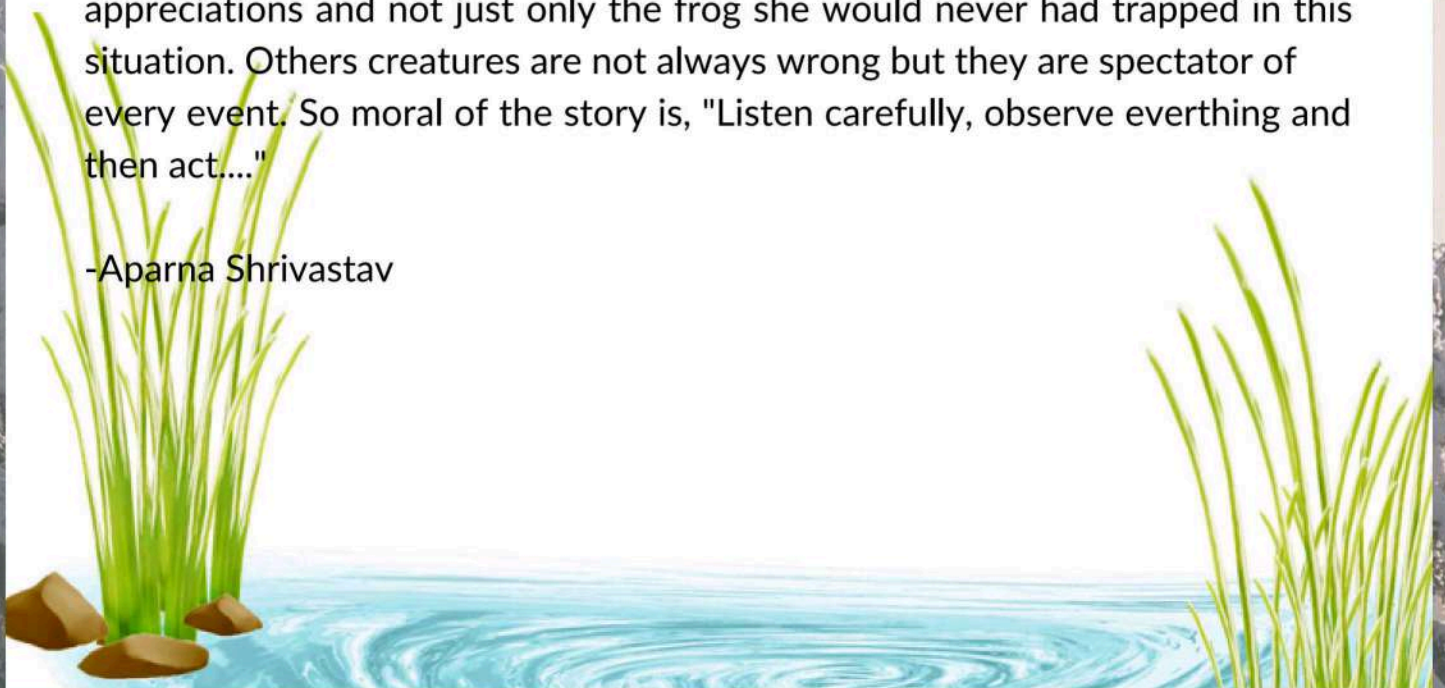 appreciations and not just only the frog she would never had trapped in this
situation. Others creatures are not always wrong but they are spectator of
every event. So moral of the story is, "Listen carefully, observe everthing and
then act...."
-Aparna Shrivastav